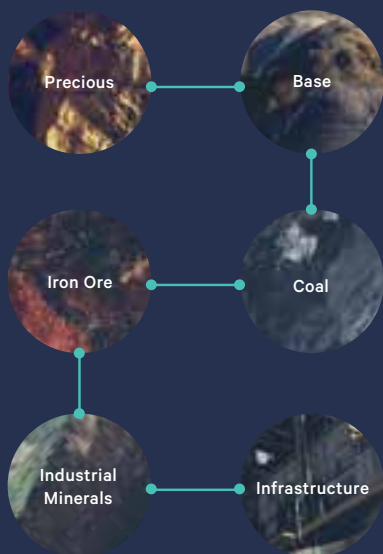 Precious
Base
Iron Ore
Coal
Industrial
Minerals
Infrastructure